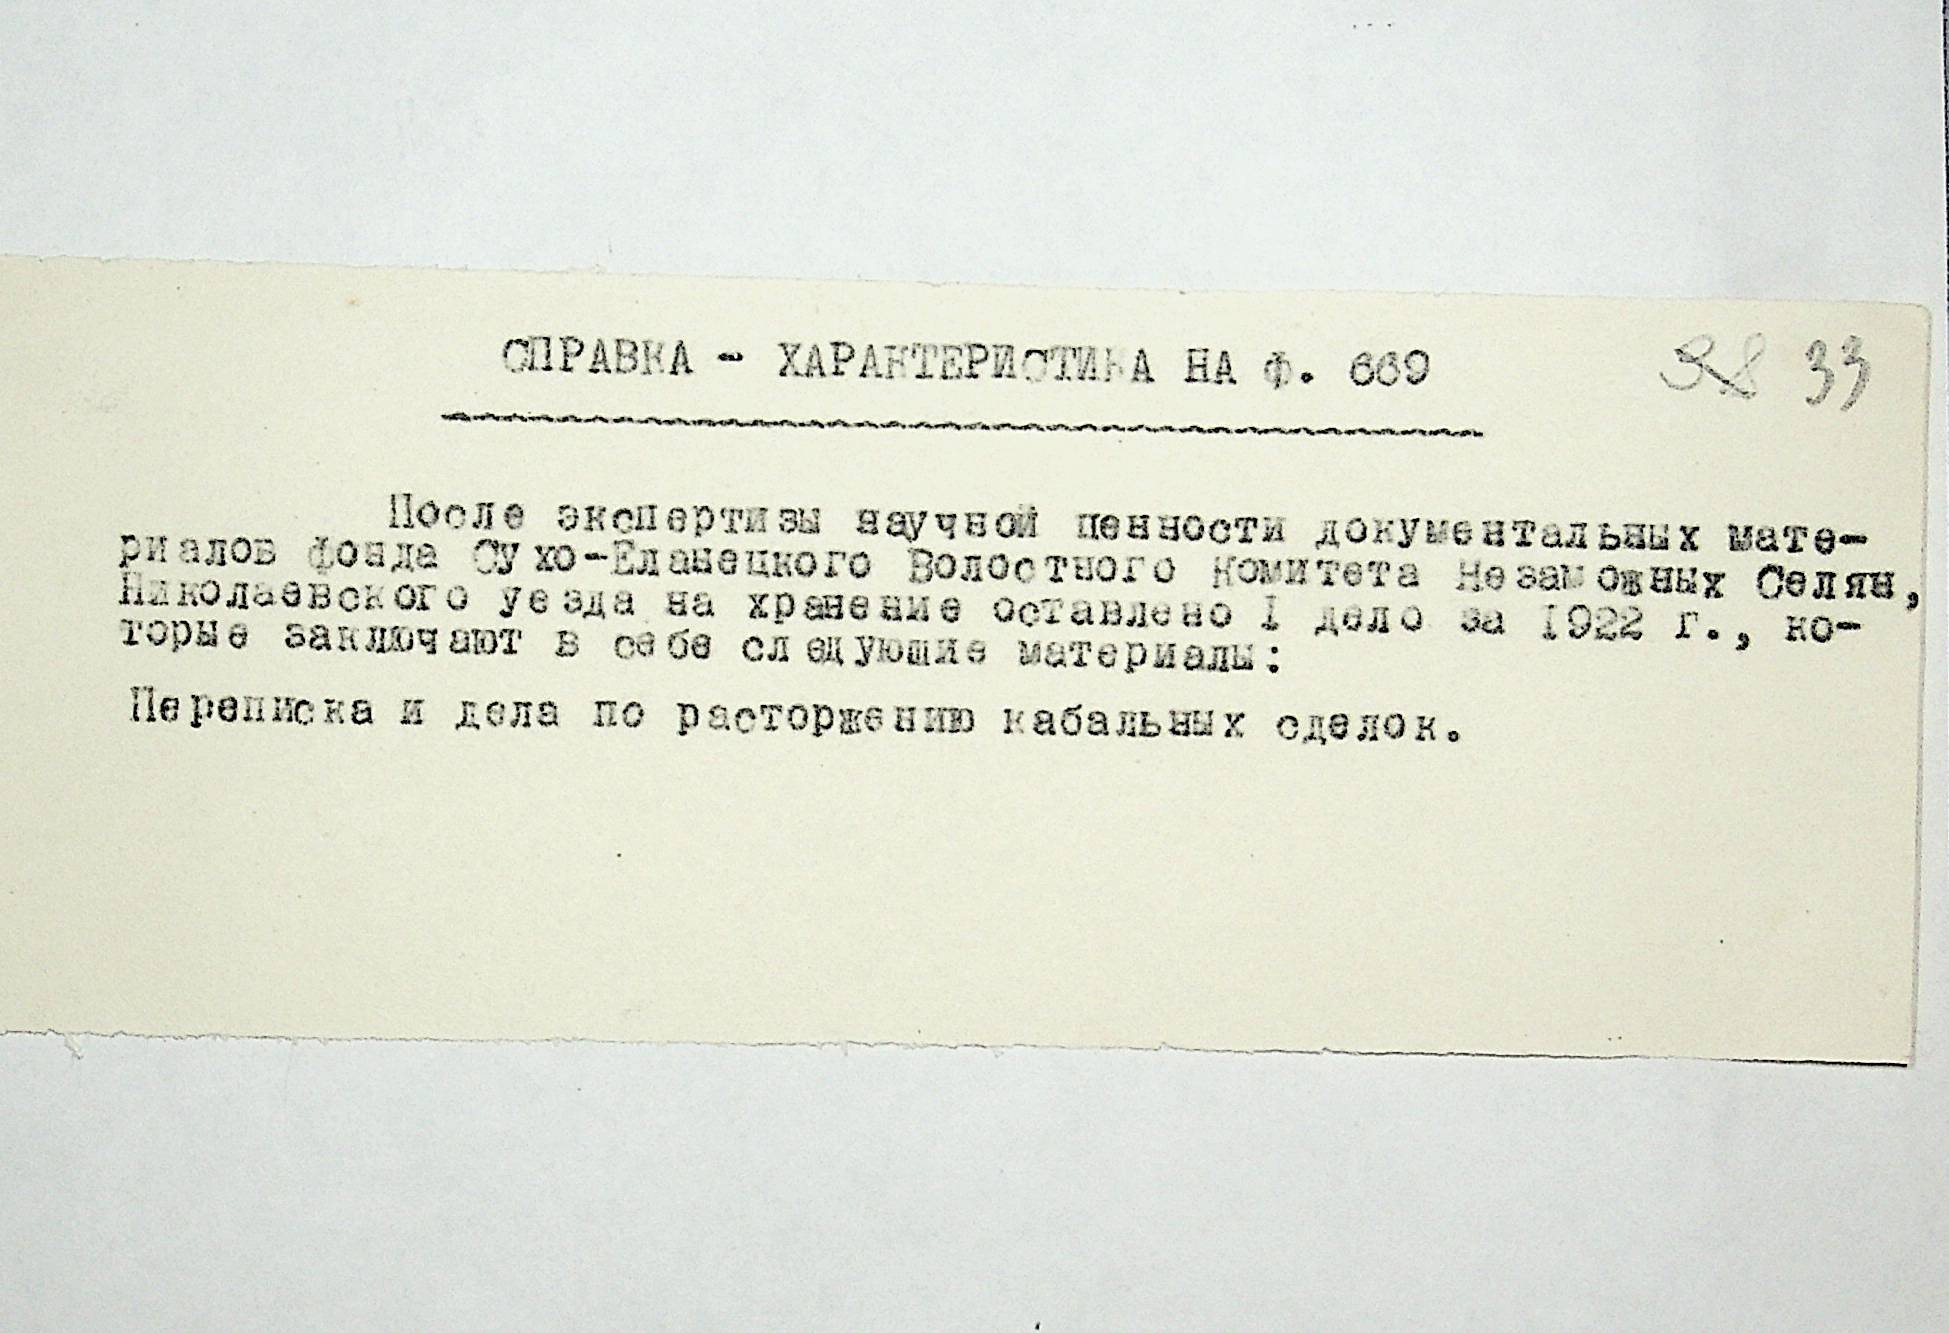 СПРАВКА - ХАРАКТЕРИСТИКА НА Ф. 669
38 33
После экспертизы научной ценности документальных мате-
риалов фонда Сухо-Еланецкого Волостного Комитета Незаможных Селян,
Николаевского уезда на хранение оставлено 1 дело за 1922 г., ко-
торые заключают в себе следующие материалы:
Переписка и дела по расторжению кабальных сделок.